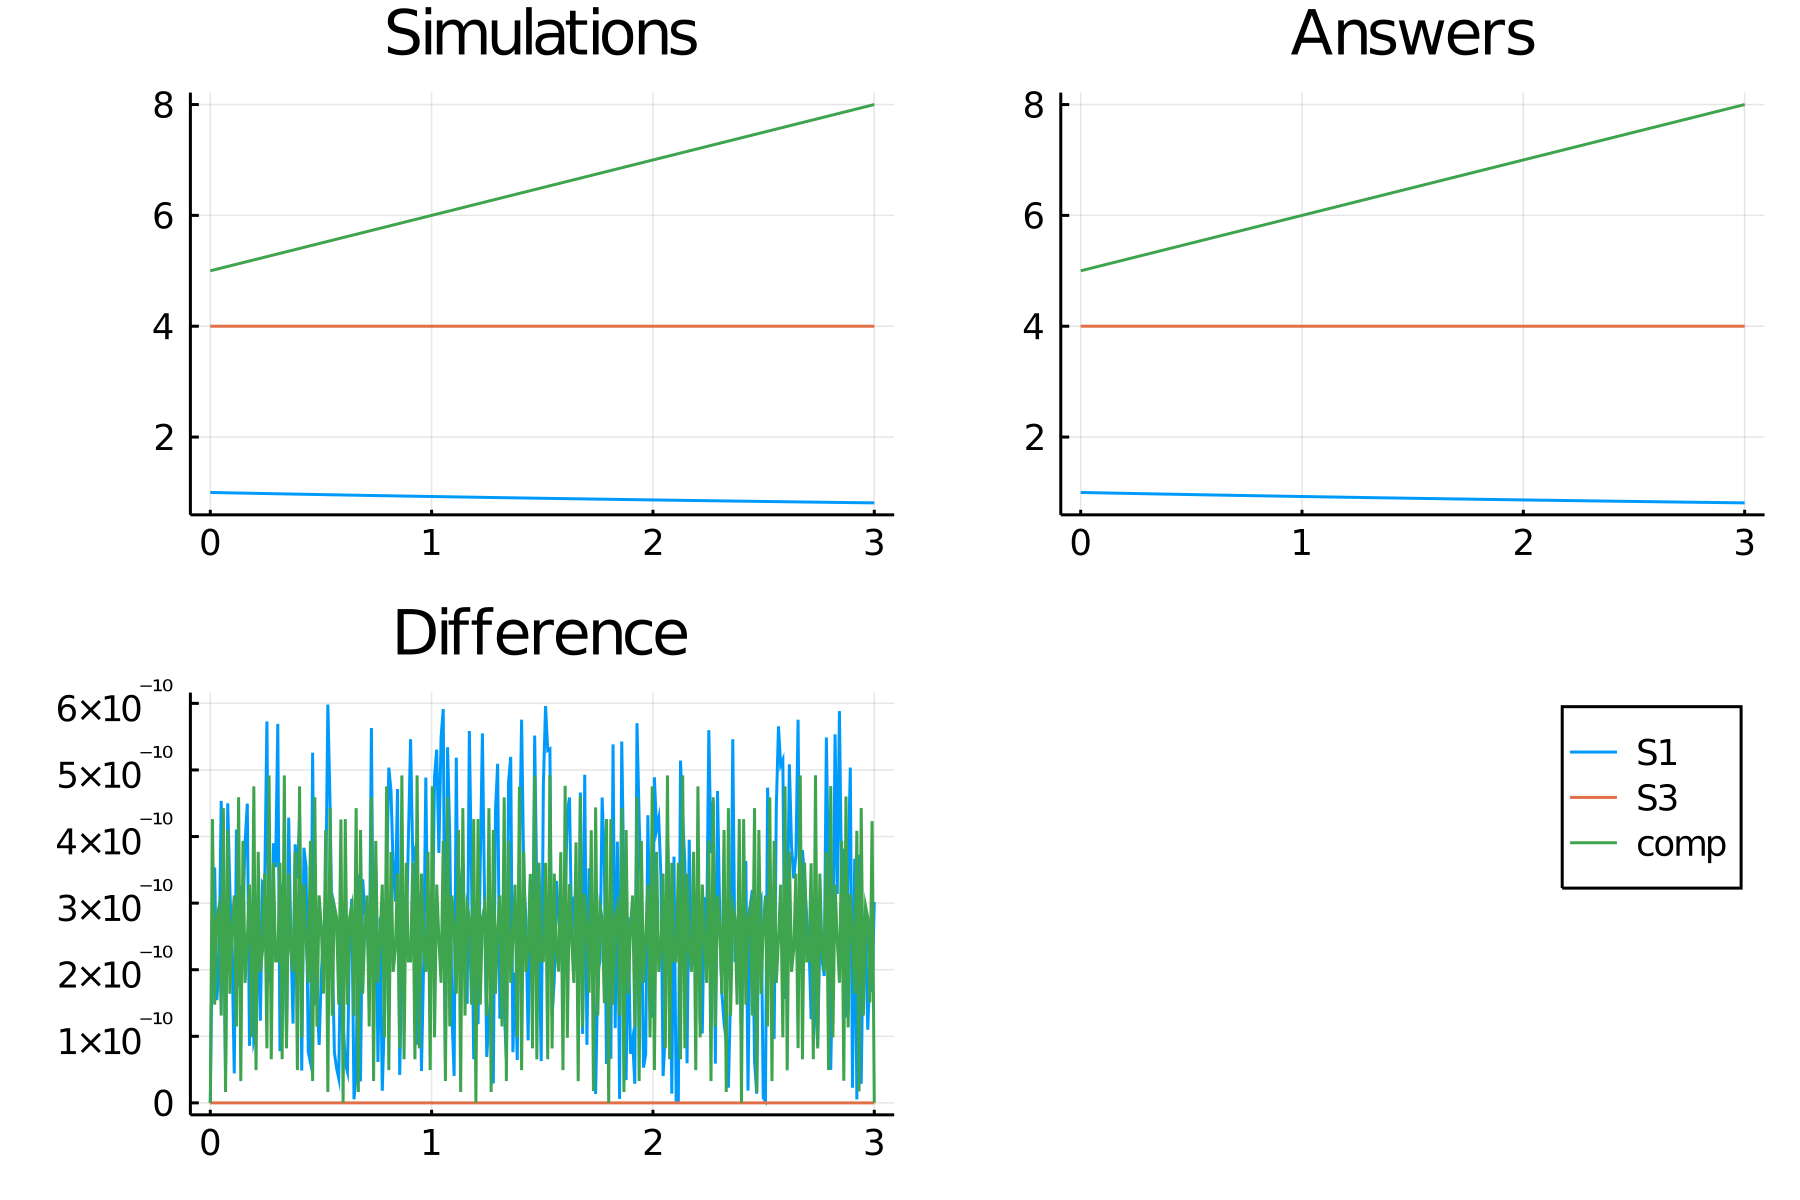 Simulations
8
6
4
2
0 1 2 3
Answers
8
6
4
2
0 1 2 3
Difference
6×10⁻¹⁰
5×10⁻¹⁰
4×10⁻¹⁰
3×10⁻¹⁰
2×10⁻¹⁰
1×10⁻¹⁰
0
0 1 2 3
S1
S3
comp